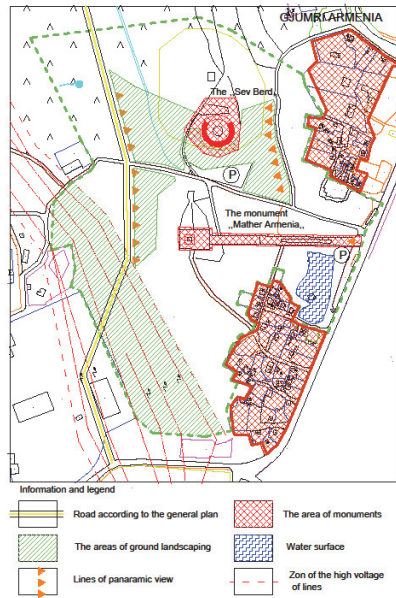 GJUMRI ARMENIA
The ,,Sev Berd,,
P
The monument
,,Mather Armenia,,
P
Information and legend
Road according to the general plan
The area of monuments
The areas of ground landscaping
Water surface
Lines of panaramic view
Zon of the high voltage
of lines